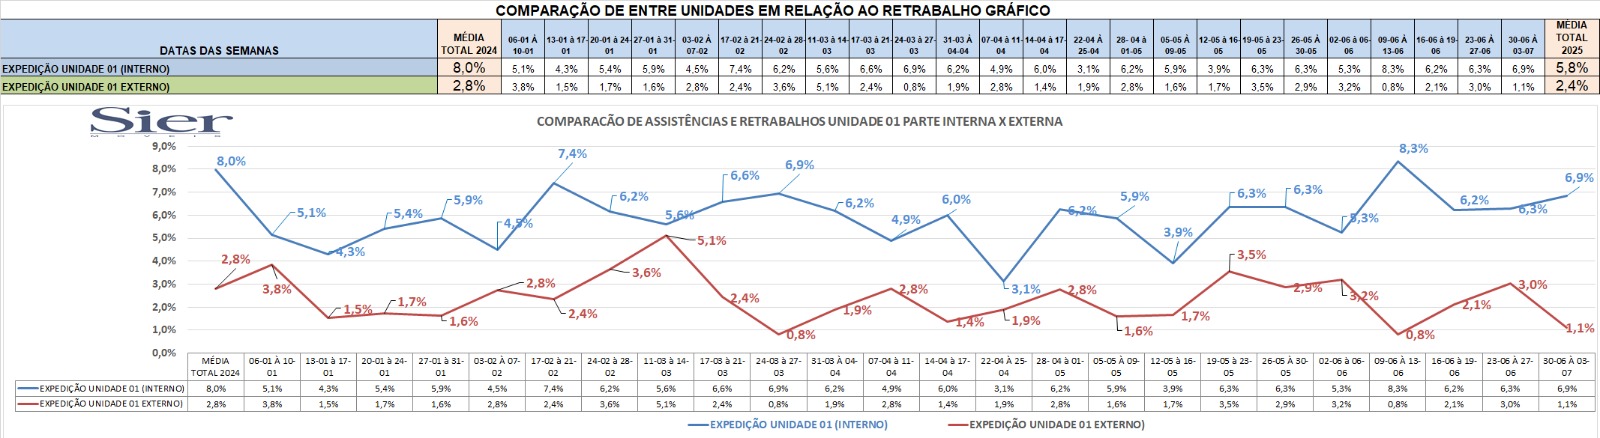 COMPARAÇÃO DE ENTRE UNIDADES EM RELAÇÃO AO RETRABALHO GRÁFICO
DATAS DAS SEMANAS MÉDIA TOTAL 2024 06-01 À 10-01 13-01 à 17-01 20-01 à 24-01 27-01 à 31-01 03-02 à 07-02 17-02 à 21-02 24-02 à 28-02 11-03 à 14-03 17-03 à 21-03 24-03 à 27-03 31-03 À 04-04 07-04 à 11-04 14-04 à 17-04 22-04 À 25-04 28-04 à 01-05 05-05 À 09-05 12-05 à 16-05 19-05 à 23-05 26-05 À 30-05 02-06 à 06-06 09-06 À 13-06 16-06 à 19-06 23-06 À 27-06 30-06 À 03-07 MÉDIA TOTAL 2025
EXPEDIÇÃO UNIDADE 01 (INTERNO) 8,0% 5,1% 4,3% 5,4% 5,9% 4,5% 7,4% 6,2% 5,6% 6,6% 6,9% 6,2% 4,9% 6,0% 3,1% 6,2% 5,9% 3,9% 6,3% 6,3% 5,3% 8,3% 6,2% 6,3% 6,9% 5,8%
EXPEDIÇÃO UNIDADE 01 EXTERNO) 2,8% 3,8% 1,5% 1,7% 1,6% 2,8% 2,4% 3,6% 5,1% 2,4% 0,8% 1,9% 2,8% 1,4% 1,9% 2,8% 1,6% 1,7% 3,5% 2,9% 3,2% 0,8% 2,1% 3,0% 1,1% 2,4%
Sier
MÓVEIS
COMPARACÃO DE ASSISTÊNCIAS E RETRABALHOS UNIDADE 01 PARTE INTERNA X EXTERNA
9,0%
8,0%
7,0%
6,0%
5,0%
4,0%
3,0%
2,0%
1,0%
0,0%
8,0% 5,1% 4,3% 5,4% 5,9% 4,5% 7,4% 6,2% 5,6% 6,6% 6,9% 6,2% 4,9% 6,0% 3,1% 6,2% 5,9% 3,9% 6,3% 6,3% 5,3% 8,3% 6,2% 6,3% 6,9%
2,8% 3,8% 1,5% 1,7% 1,6% 2,8% 2,4% 3,6% 5,1% 2,4% 0,8% 1,9% 2,8% 1,4% 1,9% 2,8% 1,6% 1,7% 3,5% 2,9% 3,2% 0,8% 2,1% 3,0% 1,1%
MÉDIA TOTAL 2024 06-01 À 10-01 13-01 à 17-01 20-01 à 24-01 27-01 à 31-01 03-02 à 07-02 17-02 à 21-02 24-02 à 28-02 11-03 à 14-03 17-03 à 21-03 24-03 à 27-03 31-03 À 04-04 07-04 à 11-04 14-04 à 17-04 22-04 À 25-04 28- 04 à 01-05 05-05 À 09-05 12-05 à 16-05 19-05 à 23-05 26-05 À 30-05 02-06 à 06-06 09-06 À 13-06 16-06 à 19-06 23-06 À 27-06 30-06 À 03-07
EXPEDIÇÃO UNIDADE 01 (INTERNO) 8,0% 5,1% 4,3% 5,4% 5,9% 4,5% 7,4% 6,2% 5,6% 6,6% 6,9% 6,2% 4,9% 6,0% 3,1% 6,2% 5,9% 3,9% 6,3% 6,3% 5,3% 8,3% 6,2% 6,3% 6,9%
EXPEDIÇÃO UNIDADE 01 EXTERNO) 2,8% 3,8% 1,5% 1,7% 1,6% 2,8% 2,4% 3,6% 5,1% 2,4% 0,8% 1,9% 2,8% 1,4% 1,9% 2,8% 1,6% 1,7% 3,5% 2,9% 3,2% 0,8% 2,1% 3,0% 1,1%
EXPEDIÇÃO UNIDADE 01 (INTERNO) EXPEDIÇÃO UNIDADE 01 EXTERNO)